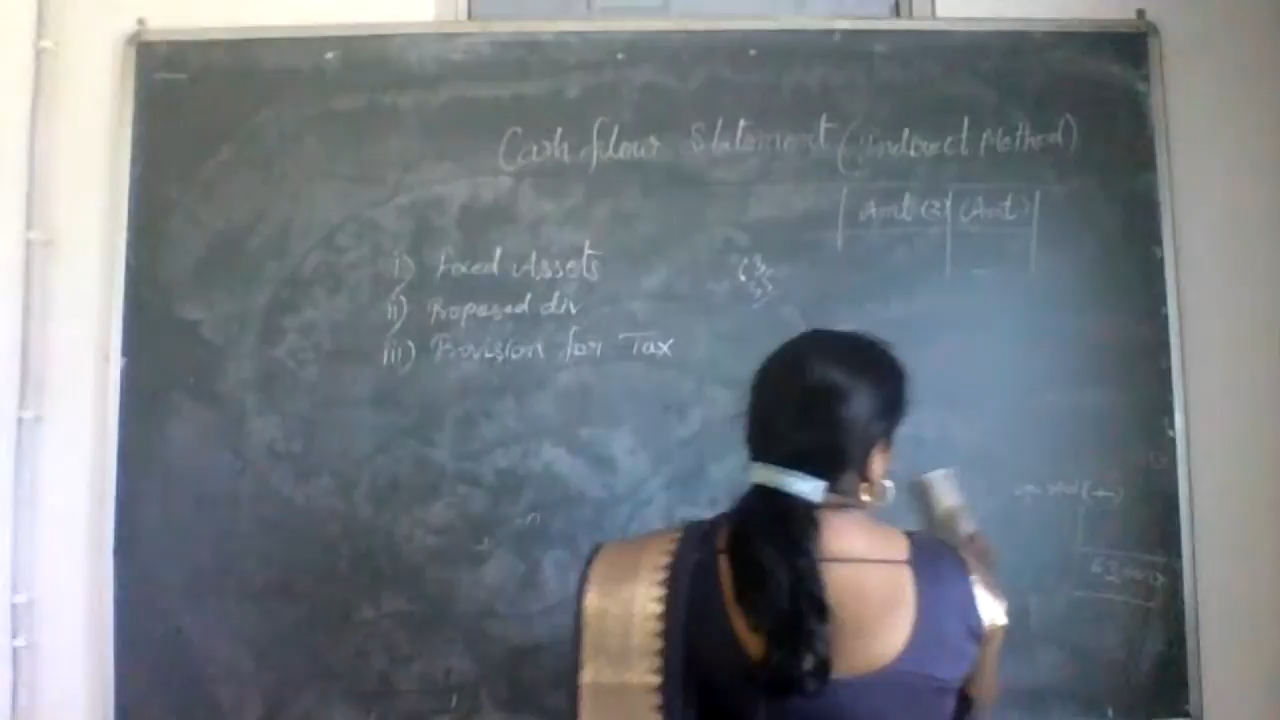 Cash flow Statement (Indirect Method)
Amt (₹) Amt
i) Fixed Assets
ii) Proposed div
iii) Provision for Tax